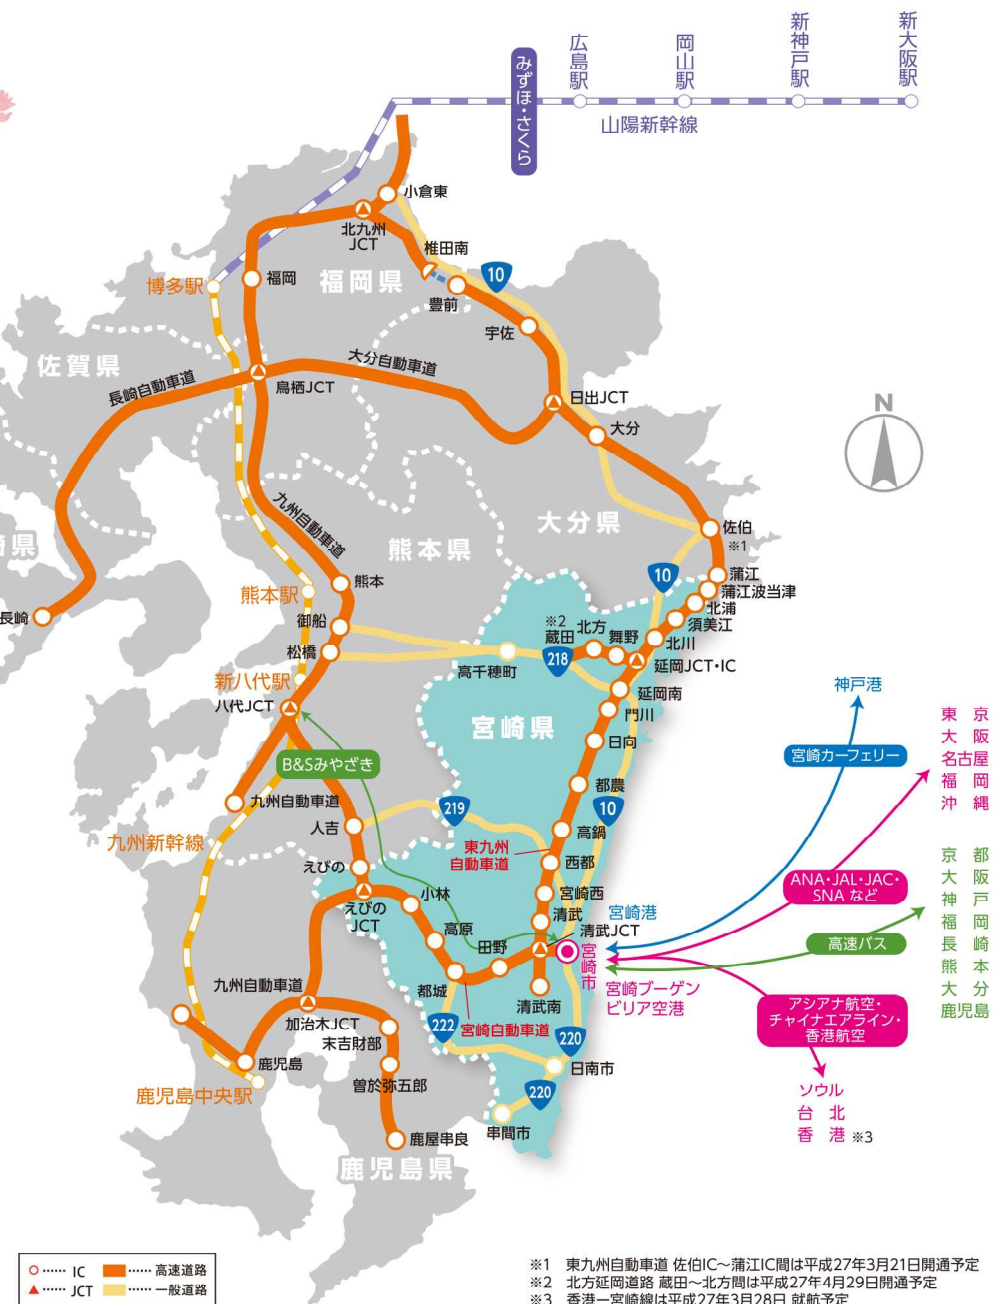 新大阪駅
新神戸駅
岡山駅
広島駅
みずほ・さくら
山陽新幹線
小倉東
北九州
JCT
椎田南
10
福岡
福岡県
博多駅
豊前
宇佐
佐賀県
大分自動車道
長崎自動車道
鳥栖JCT
日出JCT
N
大分
九州自動車道
大分県
佐伯
※1
熊本県
崎県
熊本
10
蒲江
蒲江波当津
熊本駅
北浦
長崎
御船
※2
蔵田
北方
舞野
須美江
北川
松橋
218
延岡JCT・IC
高千穂町
新八代駅
延岡南
神戸港
八代JCT
門川
宮崎県
日向
宮崎カーフェリー
東京
大阪
名古屋
福岡
沖縄
B&Sみやざき
都農
九州自動車道
219
10
人吉
高鍋
九州新幹線
東九州
自動車道
西都
京都
大阪
神戸
福岡
長崎
熊本
大分
鹿児島
えびの
ANA・JAL・JAC・
SNA など
小林
宮崎西
えびの
JCT
清武
宮崎港
高原
清武JCT
田野
高速バス
宮崎市
都城
九州自動車道
清武南
宮崎ブーゲン
ビリア空港
加治木JCT
222
宮崎自動車道
220
アシアナ航空・
チャイナエアライン・
香港航空
末吉財部
鹿児島
日南市
曽於弥五郎
220
鹿児島中央駅
ソウル
台北
香港 ※3
串間市
鹿屋串良
鹿児島県
IC
高速道路
JCT
一般道路
※1 東九州自動車道 佐伯IC〜蒲江IC間は平成27年3月21日開通予定
※2 北方延岡道路 蔵田〜北方間は平成27年4月29日開通予定
※3 香港ー宮崎線は平成27年3月28日 就航予定